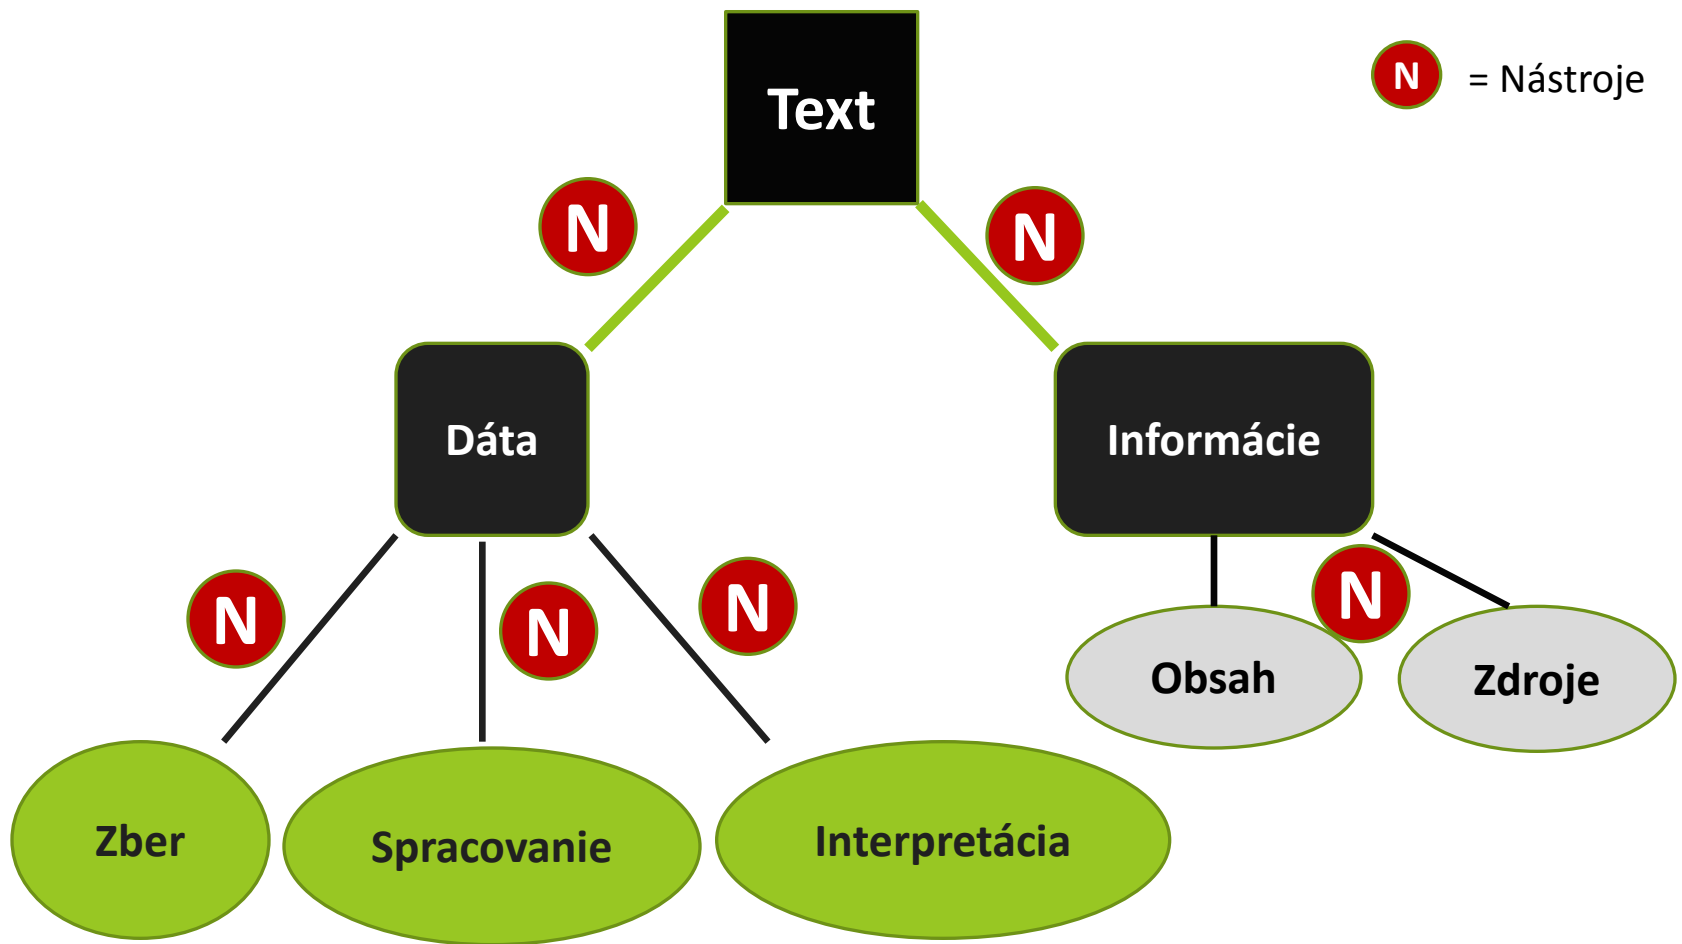 Text
N = Nástroje
N
N
Dáta
Informácie
N
N
N
N
Obsah
Zdroje
Zber
Spracovanie
Interpretácia